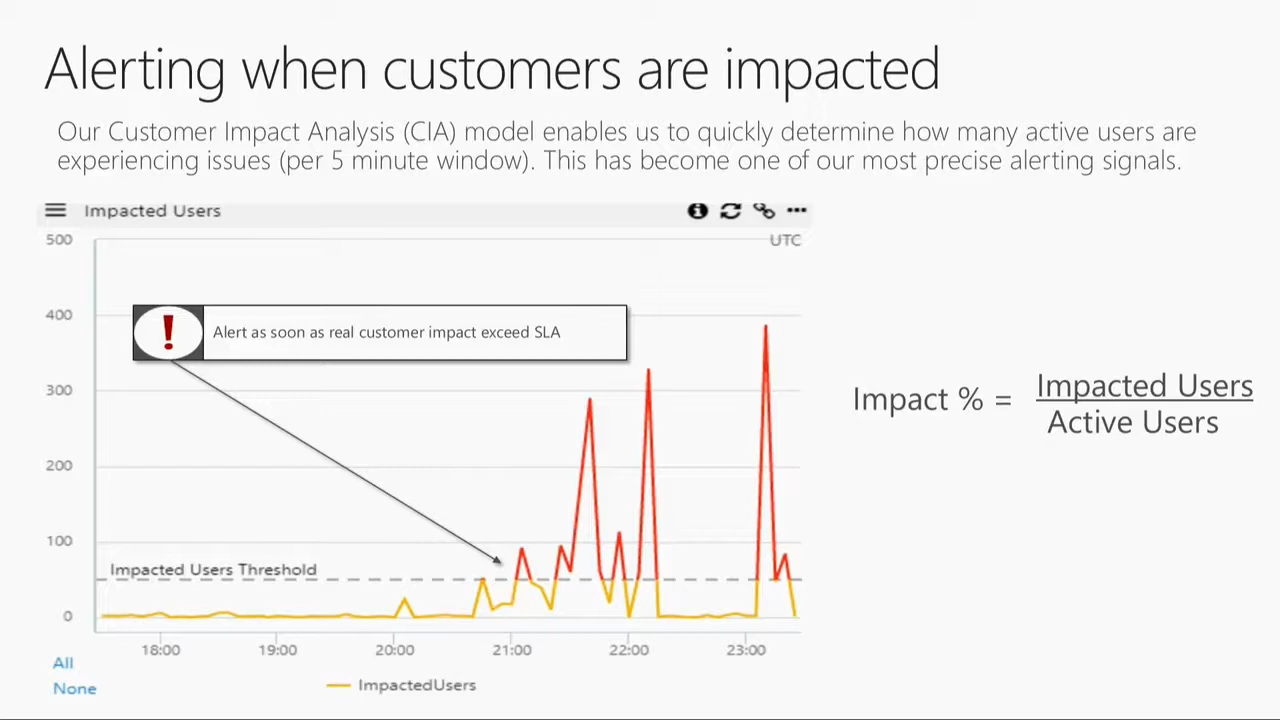 Alerting when customers are impacted
Our Customer Impact Analysis (CIA) model enables us to quickly determine how many active users are
experiencing issues (per 5 minute window). This has become one of our most precise alerting signals.
Impacted Users
500
UTC
400
! Alert as soon as real customer impact exceed SLA
300
200
100
Impacted Users Threshold
0
18:00 19:00 20:00 21:00 22:00 23:00
All
None
ImpactedUsers
Impact % = Impacted Users
Active Users